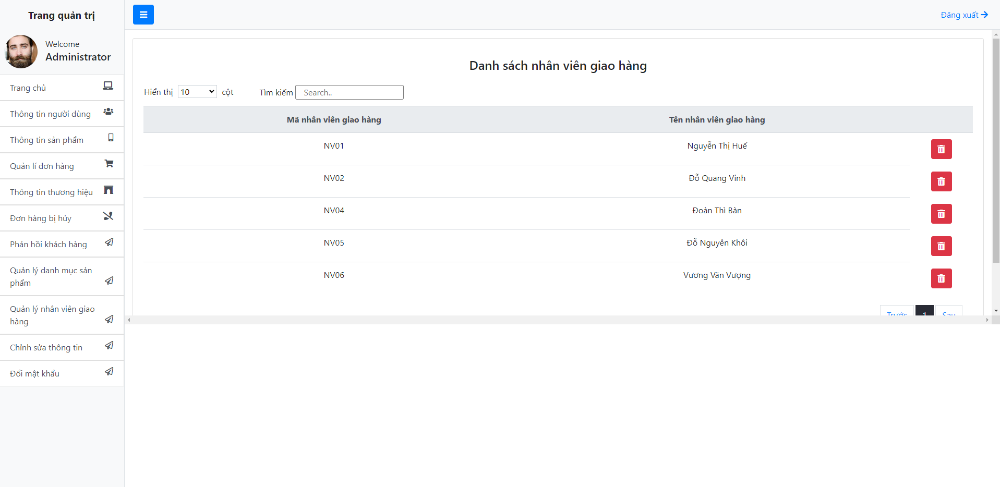 Trang quản trị
Welcome
Administrator
Trang chủ
Thông tin người dùng
Thông tin sản phẩm
Quản lí đơn hàng
Thông tin thương hiệu
Đơn hàng bị hủy
Phản hồi khách hàng
Quản lý danh mục sản
phẩm
Quản lý nhân viên giao
hàng
Chỉnh sửa thông tin
Đổi mật khẩu
Đăng xuất
Danh sách nhân viên giao hàng
Hiển thị 10 cột Tìm kiếm Search..
Mã nhân viên giao hàng Tên nhân viên giao hàng
NV01 Nguyễn Thị Huế
NV02 Đỗ Quang Vinh
NV04 Đoàn Thì Bàn
NV05 Đỗ Nguyên Khôi
NV06 Vương Văn Vượng
Trước 1 Sau